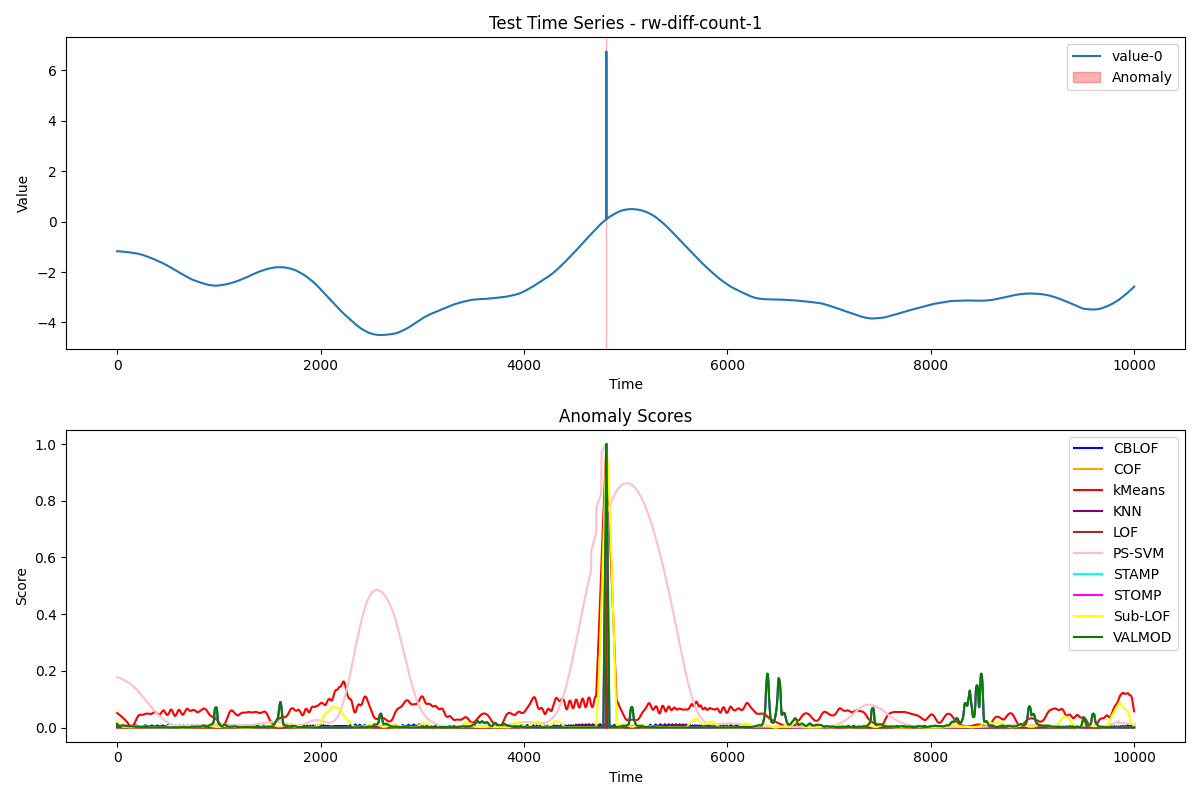 Test Time Series - rw-diff-count-1
value-0
Anomaly
Value
6
4
2
0
−2
−4
0 2000 4000 6000 8000 10000
Time
Anomaly Scores
CBLOF
COF
kMeans
KNN
LOF
PS-SVM
STAMP
STOMP
Sub-LOF
VALMOD
Score
1.0
0.8
0.6
0.4
0.2
0.0
0 2000 4000 6000 8000 10000
Time